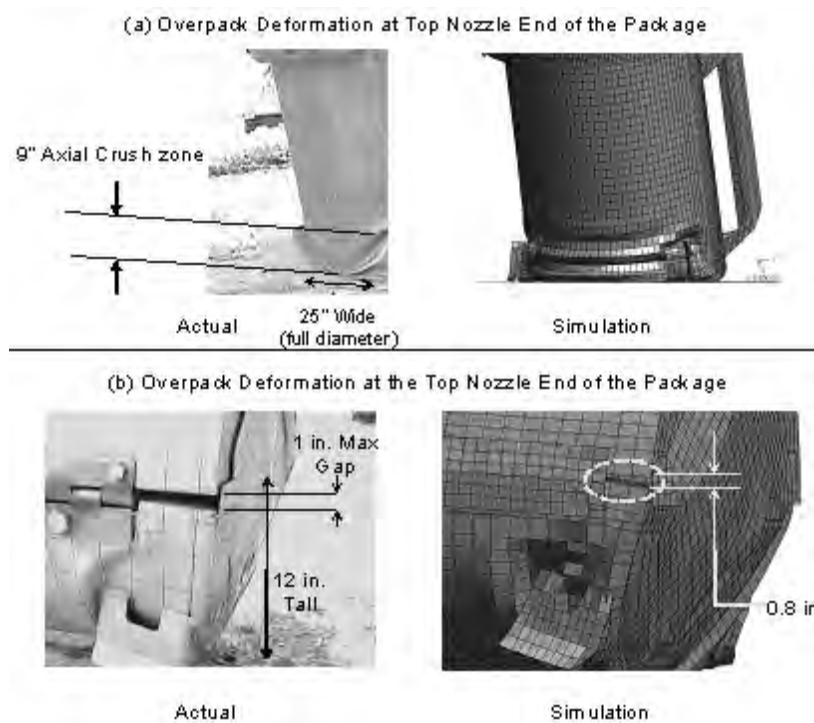 (a) Overpack Deformation at Top Nozzle End of the Package
9" Axial Crush zone
25" Wide
(full diameter)
Actual
Simulation
(b) Overpack Deformation at the Top Nozzle End of the Package
1 in. Max
Gap
12 in.
Tall
0.8 in
Actual
Simulation